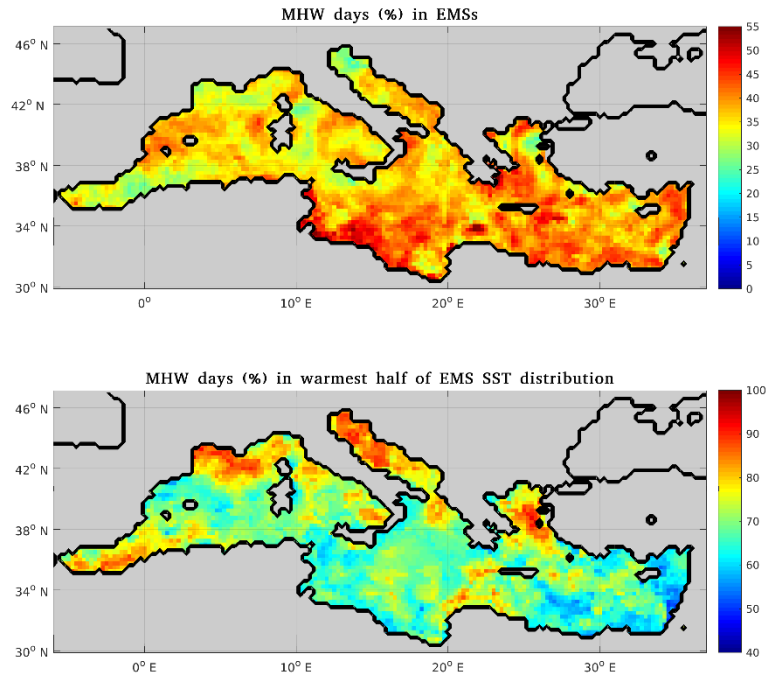 MHW days (%) in EMSs
46° N
42° N
38° N
34° N
30° N
0°
10° E
20° E
30° E
55
50
45
40
35
30
25
20
15
10
5
0
MHW days (%) in warmest half of EMS SST distribution
46° N
42° N
38° N
34° N
30° N
0° E
10° E
20° E
30° E
100
90
80
70
60
50
40